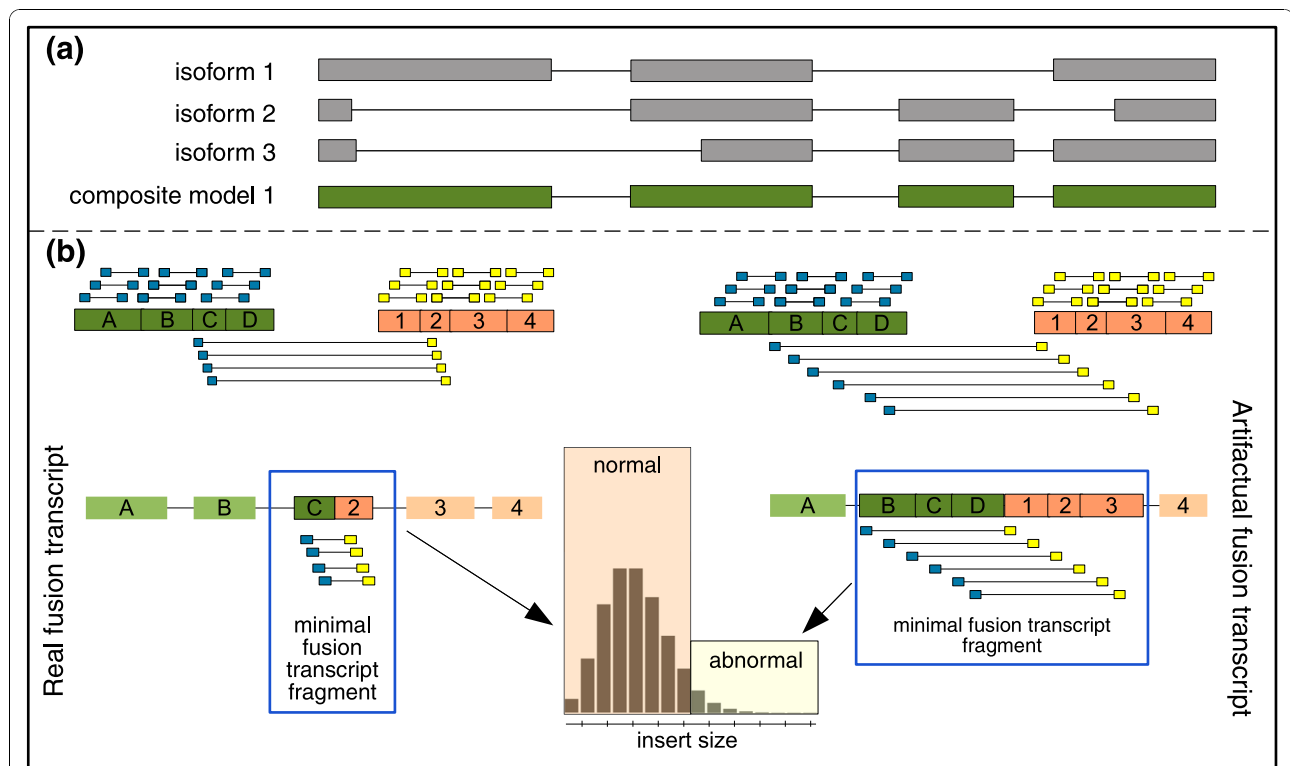 (a)
isoform 1
isoform 2
isoform 3
composite model 1
(b)
A B C D
1 2 3 4
A B C D
1 2 3 4
Real fusion transcript
A B C 2 3 4
minimal
fusion
transcript
fragment
normal
abnormal
insert size
A B C D 1 2 3 4
minimal fusion transcript
fragment
Artifactual fusion transcript